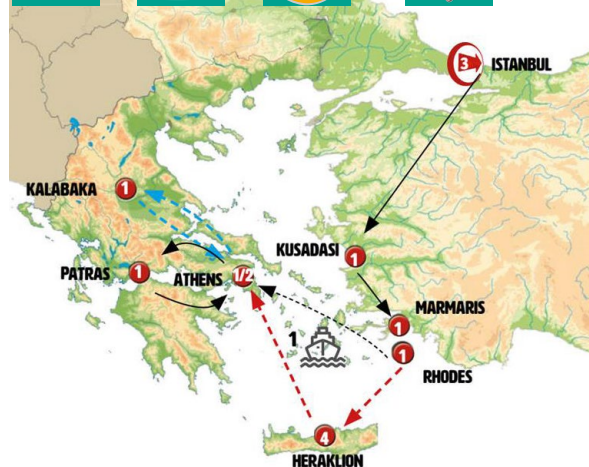 3 ISTANBUL
KALABAKA 1
KUSADASI 1
PATRAS 1
ATHENS 1/2
MARMARIS
1
1
1
RHODES
4
HERAKLION